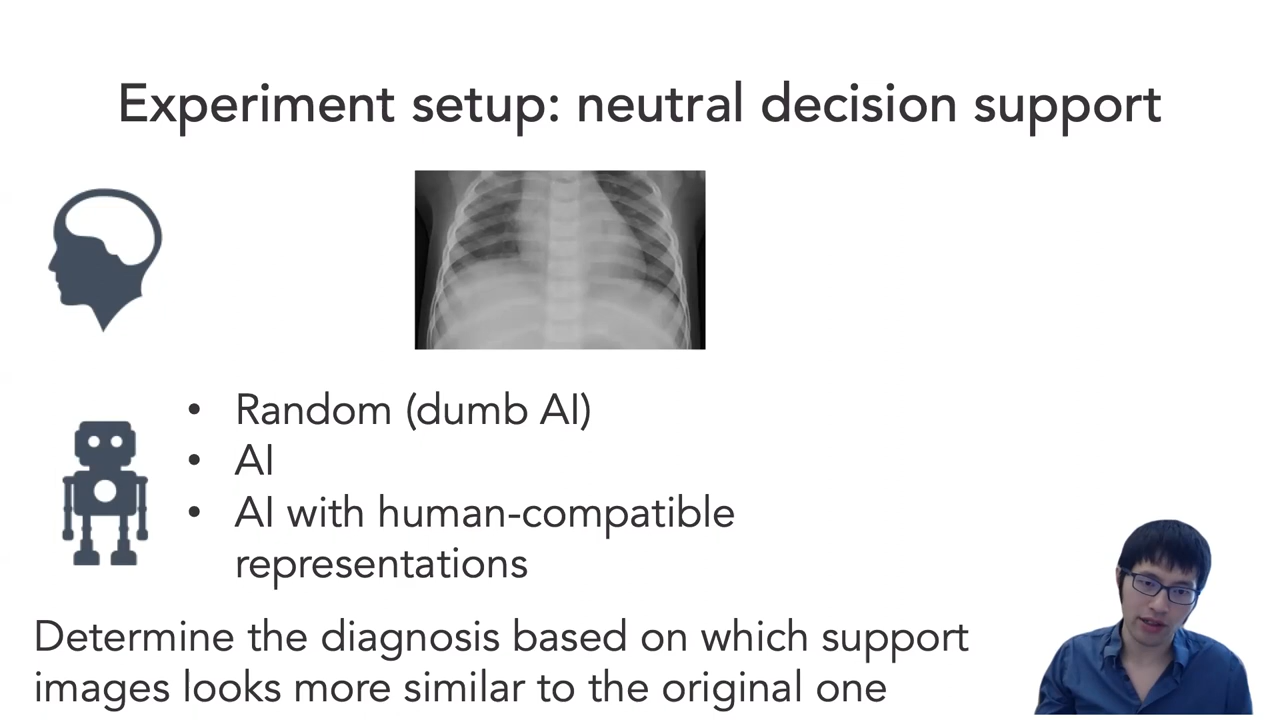 Experiment setup: neutral decision support
• Random (dumb AI)
• AI
• AI with human-compatible
representations
Determine the diagnosis based on which support
images looks more similar to the original one